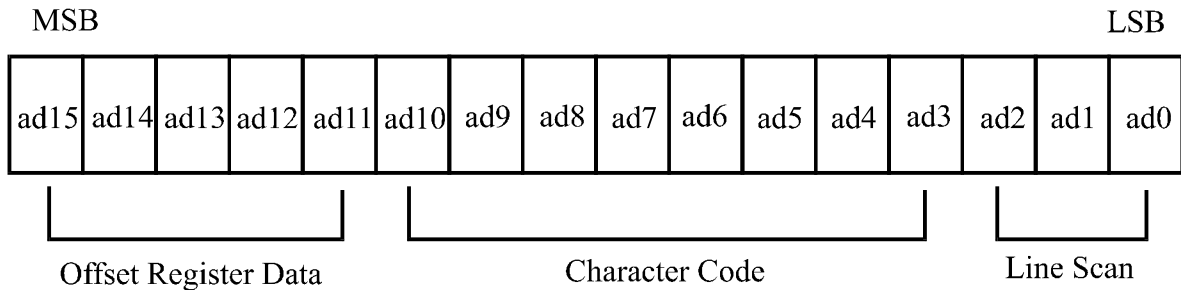 MSB LSB
ad15 ad14 ad13 ad12 ad11 ad10 ad9 ad8 ad7 ad6 ad5 ad4 ad3 ad2 ad1 ad0
Offset Register Data Character Code Line Scan